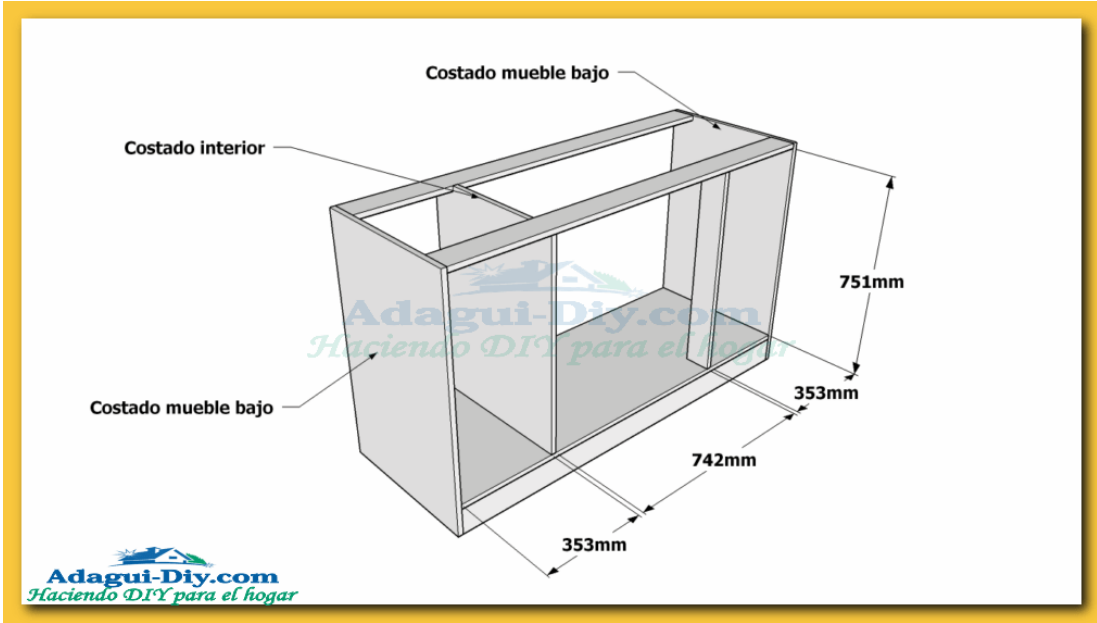 Costado mueble bajo
Costado interior
751mm
Adagui-Diy.com
Haciendo DIY para el hogar
353mm
Costado mueble bajo
742mm
353mm
Adagui-Diy.com
Haciendo DIY para el hogar